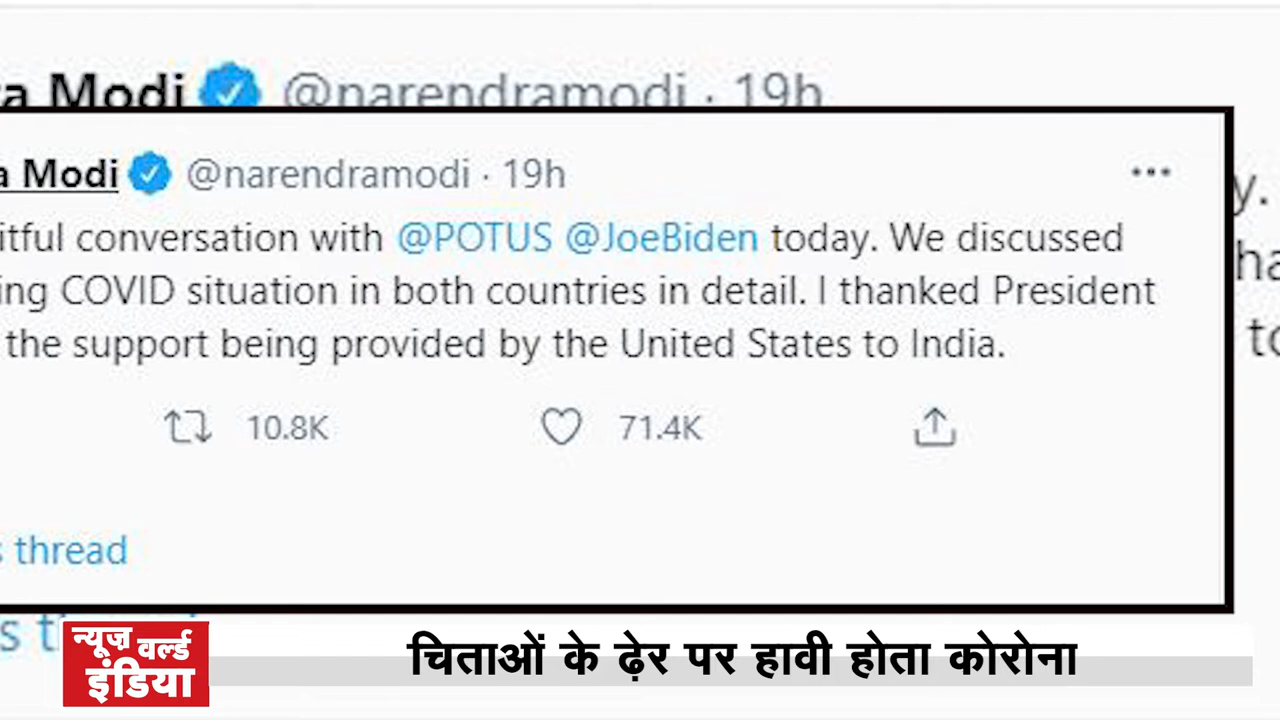 a Modi @narendramodi · 19h
a Modi @narendramodi · 19h
y.
itful conversation with @POTUS @JoeBiden today. We discussed
ha
ing COVID situation in both countries in detail. I thanked President
the support being provided by the United States to India.
to
10.8K 71.4K
s thread
न्यूज़ वर्ल्ड
इंडिया
चिताओं के ढ़ेर पर हावी होता कोरोना